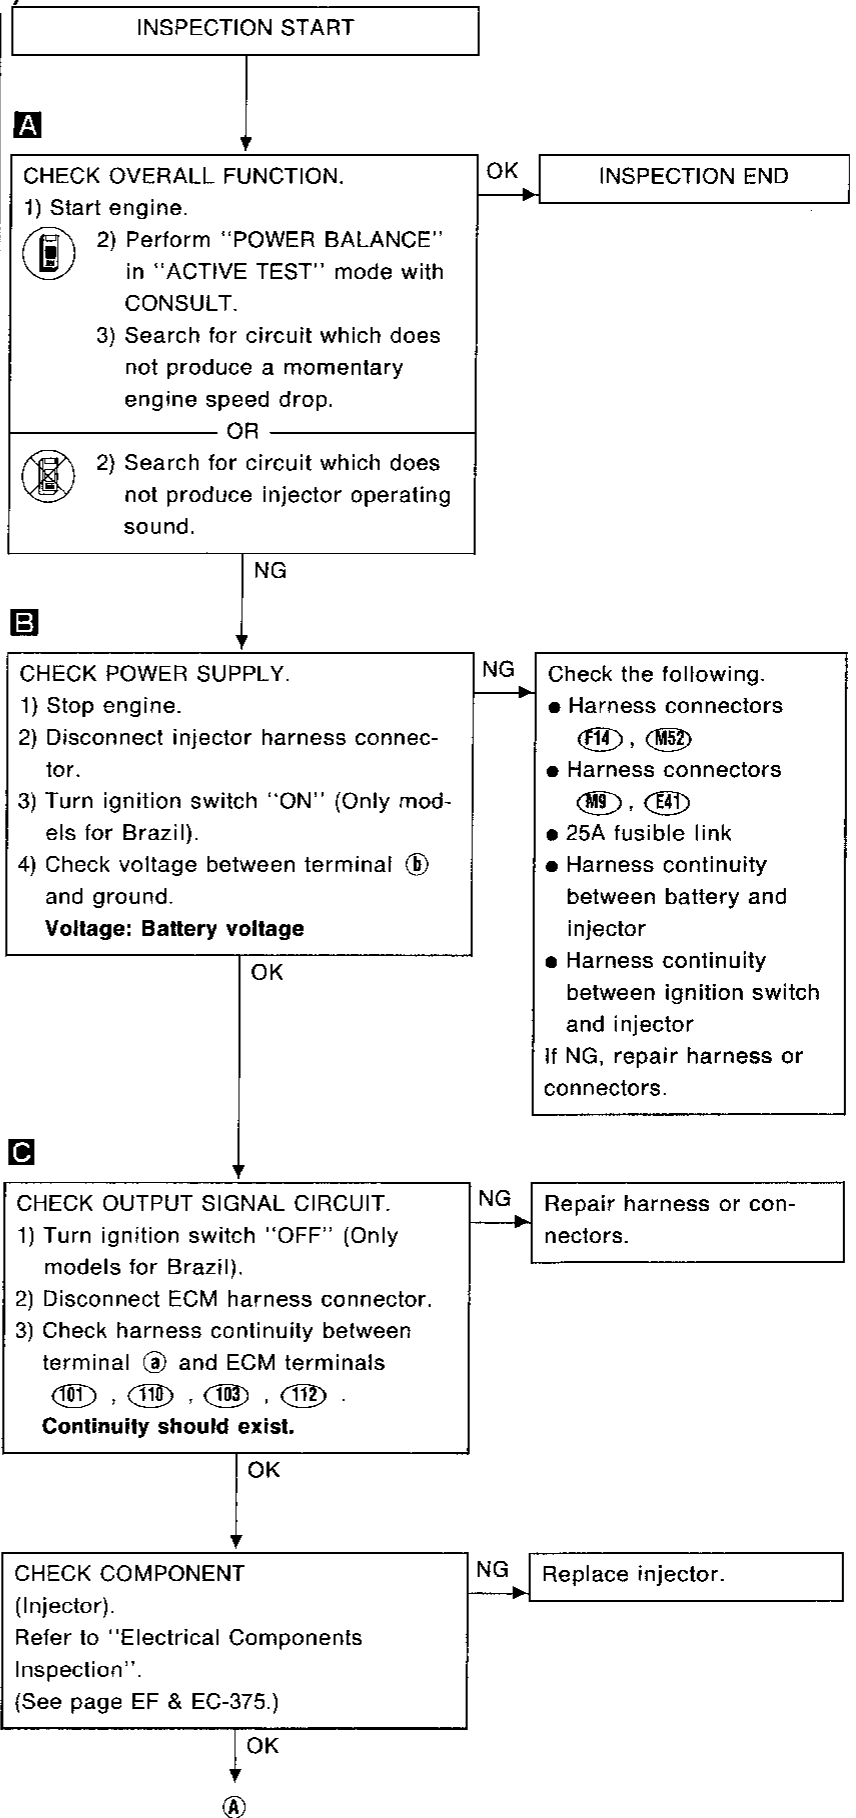 INSPECTION START
A
CHECK OVERALL FUNCTION.
1) Start engine.
2) Perform "POWER BALANCE"
in "ACTIVE TEST" mode with
CONSULT.
3) Search for circuit which does
not produce a momentary
engine speed drop.
OR
2) Search for circuit which does
not produce injector operating
sound.
OK
INSPECTION END
NG
B
CHECK POWER SUPPLY.
1) Stop engine.
2) Disconnect injector harness connec-
tor.
3) Turn ignition switch "ON" (Only mod-
els for Brazil).
4) Check voltage between terminal ⓑ
and ground.
Voltage: Battery voltage
NG
Check the following.
● Harness connectors
F14 , M52
● Harness connectors
M9 , E41
● 25A fusible link
● Harness continuity
between battery and
injector
● Harness continuity
between ignition switch
and injector
If NG, repair harness or
connectors.
OK
C
CHECK OUTPUT SIGNAL CIRCUIT.
1) Turn ignition switch "OFF" (Only
models for Brazil).
2) Disconnect ECM harness connector.
3) Check harness continuity between
terminal ⓐ and ECM terminals
101 , 110 , 103 , 112 .
Continuity should exist.
NG
Repair harness or con-
nectors.
OK
CHECK COMPONENT
(Injector).
Refer to "Electrical Components
Inspection".
(See page EF & EC-375.)
NG
Replace injector.
OK
Ⓐ